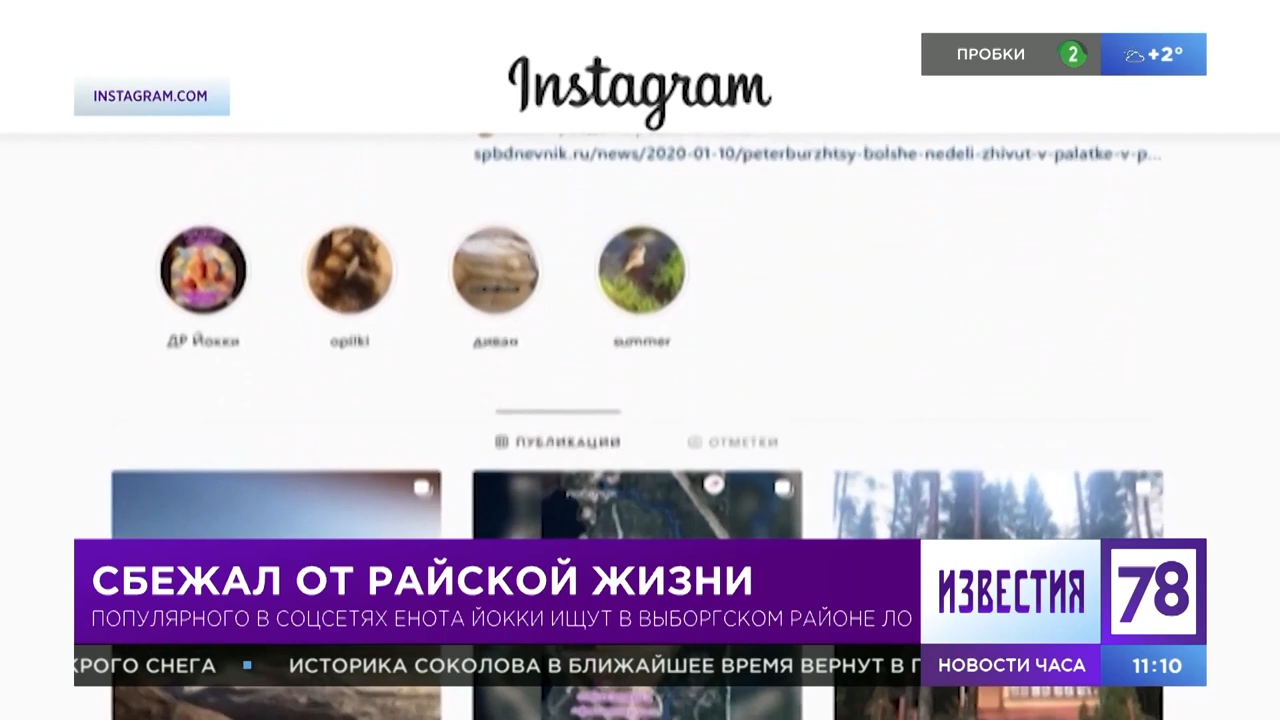 ПРОБКИ 2 +2°
INSTAGRAM.COM
Instagram
spbdnevnik.ru/news/2020-01-10/peterburzhtsy-bolshe-nedeli-zhivut-v-palatke-v-p...
ДР Йокки opilki диван summer
ПУБЛИКАЦИИ ОТМЕТКИ
СБЕЖАЛ ОТ РАЙСКОЙ ЖИЗНИ
ПОПУЛЯРНОГО В СОЦСЕТЯХ ЕНОТА ЙОККИ ИЩУТ В ВЫБОРГСКОМ РАЙОНЕ ЛО
ИЗВЕСТИЯ 78
КРОГО СНЕГА ▪ ИСТОРИКА СОКОЛОВА В БЛИЖАЙШЕЕ ВРЕМЯ ВЕРНУТ В П
НОВОСТИ ЧАСА 11:10